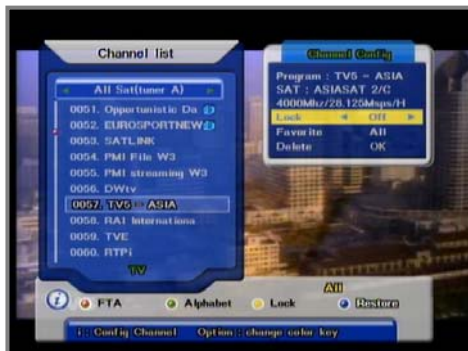 Channel list
All Sat(tuner A)
0051. Opportunistic Da
0052. EUROSPORTNEW
0053. SATLINK
0054. PMI File W3
0055. PMI streaming W3
0056. DWtv
0057. TV5 - ASIA
0058. RAI Internationa
0059. TVE
0060. RTPi
TV
Channel Config
Program : TV5 - ASIA
SAT : ASIASAT 2/C
4000Mhz/28.125Msps/H
Lock Off
Favorite All
Delete OK
All
FTA Alphabet Lock Restore
i : Config Channel Option : change color key